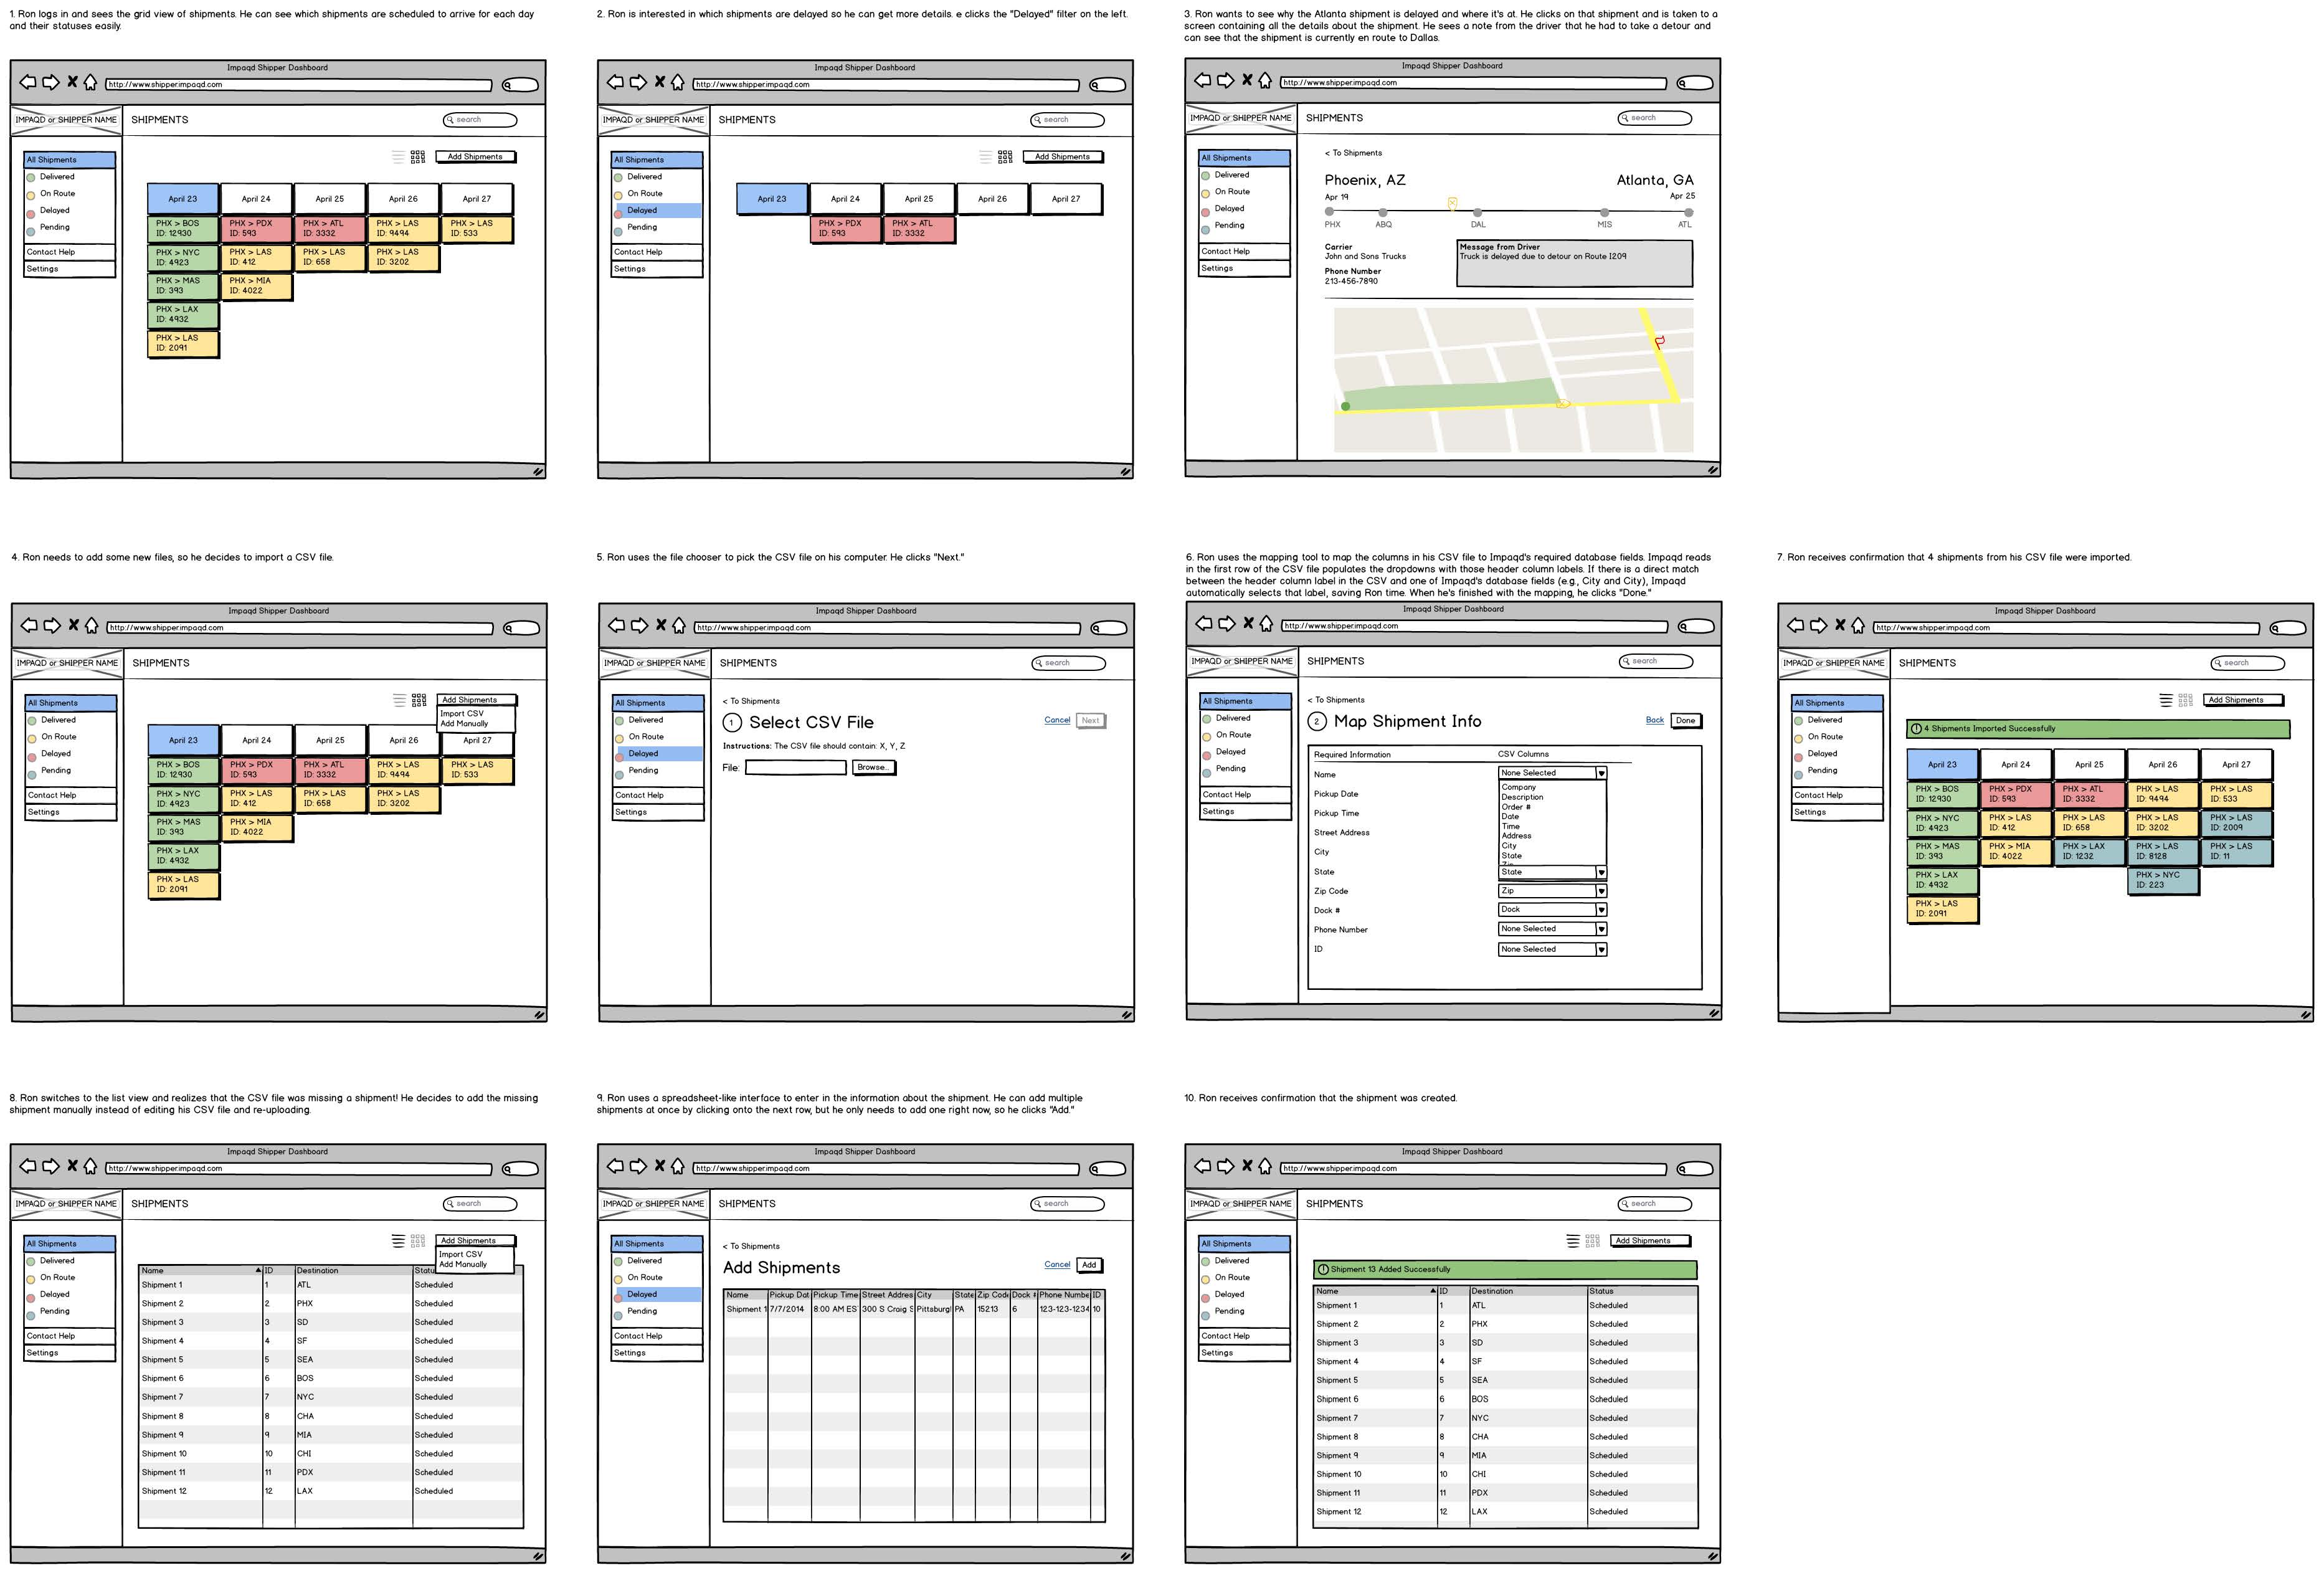 1. Ron logs in and sees the grid view of shipments. He can see which shipments are scheduled to arrive for each day
and their statuses easily.
Impaqd Shipper Dashboard
http://www.shipper.impaqd.com
IMPAQD or SHIPPER NAME
SHIPMENTS
search
All Shipments
Delivered
On Route
Delayed
Pending
Contact Help
Settings
Add Shipments
April 23 April 24 April 25 April 26 April 27
PHX > BOS PHX > PDX PHX > ATL PHX > LAS PHX > LAS
ID: 12930 ID: 593 ID: 3332 ID: 9494 ID: 533
PHX > NYC PHX > LAS PHX > LAS PHX > LAS
ID: 4923 ID: 412 ID: 658 ID: 3202
PHX > MAS PHX > MIA
ID: 393 ID: 4022
PHX > LAX
ID: 4932
PHX > LAS
ID: 2091
2. Ron is interested in which shipments are delayed so he can get more details. e clicks the "Delayed" filter on the left.
Impaqd Shipper Dashboard
http://www.shipper.impaqd.com
IMPAQD or SHIPPER NAME
SHIPMENTS
search
All Shipments
Delivered
On Route
Delayed
Pending
Contact Help
Settings
Add Shipments
April 23 April 24 April 25 April 26 April 27
PHX > PDX PHX > ATL
ID: 593 ID: 3332
3. Ron wants to see why the Atlanta shipment is delayed and where it's at. He clicks on that shipment and is taken to a
screen containing all the details about the shipment. He sees a note from the driver that he had to take a detour and
can see that the shipment is currently en route to Dallas.
Impaqd Shipper Dashboard
http://www.shipper.impaqd.com
IMPAQD or SHIPPER NAME
SHIPMENTS
search
All Shipments
Delivered
On Route
Delayed
Pending
Contact Help
Settings
< To Shipments
Phoenix, AZ Atlanta, GA
Apr 19 Apr 25
PHX ABQ DAL MIS ATL
Carrier
John and Sons Trucks
Phone Number
213-456-7890
Message from Driver
Truck is delayed due to detour on Route I209
4. Ron needs to add some new files, so he decides to import a CSV file.
Impaqd Shipper Dashboard
http://www.shipper.impaqd.com
IMPAQD or SHIPPER NAME
SHIPMENTS
search
All Shipments
Delivered
On Route
Delayed
Pending
Contact Help
Settings
Add Shipments
Import CSV
Add Manually
April 23 April 24 April 25 April 26 April 27
PHX > BOS PHX > PDX PHX > ATL PHX > LAS PHX > LAS
ID: 12930 ID: 593 ID: 3332 ID: 9494 ID: 533
PHX > NYC PHX > LAS PHX > LAS PHX > LAS
ID: 4923 ID: 412 ID: 658 ID: 3202
PHX > MAS PHX > MIA
ID: 393 ID: 4022
PHX > LAX
ID: 4932
PHX > LAS
ID: 2091
5. Ron uses the file chooser to pick the CSV file on his computer. He clicks "Next."
Impaqd Shipper Dashboard
http://www.shipper.impaqd.com
IMPAQD or SHIPPER NAME
SHIPMENTS
search
All Shipments
Delivered
On Route
Delayed
Pending
Contact Help
Settings
< To Shipments
1 Select CSV File
Cancel Next
Instructions: The CSV file should contain: X, Y, Z
File: Browse...
6. Ron uses the mapping tool to map the columns in his CSV file to Impaqd's required database fields. Impaqd reads
in the first row of the CSV file populates the dropdowns with those header column labels. If there is a direct match
between the header column label in the CSV and one of Impaqd's database fields (e.g., City and City), Impaqd
automatically selects that label, saving Ron time. When he's finished with the mapping, he clicks "Done."
Impaqd Shipper Dashboard
http://www.shipper.impaqd.com
IMPAQD or SHIPPER NAME
SHIPMENTS
search
All Shipments
Delivered
On Route
Delayed
Pending
Contact Help
Settings
< To Shipments
2 Map Shipment Info
Back Done
Required Information CSV Columns
Name
Pickup Date
Pickup Time
Street Address
City
State
Zip Code
Dock #
Phone Number
ID
None Selected
Company
Description
Order #
Date
Time
Address
City
State
Zip
State
Zip
Dock
None Selected
None Selected
7. Ron receives confirmation that 4 shipments from his CSV file were imported.
Impaqd Shipper Dashboard
http://www.shipper.impaqd.com
IMPAQD or SHIPPER NAME
SHIPMENTS
search
All Shipments
Delivered
On Route
Delayed
Pending
Contact Help
Settings
Add Shipments
4 Shipments Imported Successfully
April 23 April 24 April 25 April 26 April 27
PHX > BOS PHX > PDX PHX > ATL PHX > LAS PHX > LAS
ID: 12930 ID: 593 ID: 3332 ID: 9494 ID: 533
PHX > NYC PHX > LAS PHX > LAS PHX > LAS PHX > LAS
ID: 4923 ID: 412 ID: 658 ID: 3202 ID: 2009
PHX > MAS PHX > MIA PHX > LAX PHX > LAS PHX > LAS
ID: 393 ID: 4022 ID: 1232 ID: 8128 ID: 11
PHX > LAX PHX > NYC
ID: 4932 ID: 223
PHX > LAS
ID: 2091
8. Ron switches to the list view and realizes that the CSV file was missing a shipment! He decides to add the missing
shipment manually instead of editing his CSV file and re-uploading.
Impaqd Shipper Dashboard
http://www.shipper.impaqd.com
IMPAQD or SHIPPER NAME
SHIPMENTS
search
All Shipments
Delivered
On Route
Delayed
Pending
Contact Help
Settings
Add Shipments
Import CSV
Add Manually
Name ID Destination Statu
Shipment 1 1 ATL Scheduled
Shipment 2 2 PHX Scheduled
Shipment 3 3 SD Scheduled
Shipment 4 4 SF Scheduled
Shipment 5 5 SEA Scheduled
Shipment 6 6 BOS Scheduled
Shipment 7 7 NYC Scheduled
Shipment 8 8 CHA Scheduled
Shipment 9 9 MIA Scheduled
Shipment 10 10 CHI Scheduled
Shipment 11 11 PDX Scheduled
Shipment 12 12 LAX Scheduled
9. Ron uses a spreadsheet-like interface to enter in the information about the shipment. He can add multiple
shipments at once by clicking onto the next row, but he only needs to add one right now, so he clicks "Add."
Impaqd Shipper Dashboard
http://www.shipper.impaqd.com
IMPAQD or SHIPPER NAME
SHIPMENTS
search
All Shipments
Delivered
On Route
Delayed
Pending
Contact Help
Settings
< To Shipments
Add Shipments
Cancel Add
Name Pickup Dat Pickup Time Street Addres City State Zip Code Dock # Phone Numbe ID
Shipment 1 7/7/2014 8:00 AM ES 300 S Craig S Pittsburgl PA 15213 6 123-123-1234 10
10. Ron receives confirmation that the shipment was created.
Impaqd Shipper Dashboard
http://www.shipper.impaqd.com
IMPAQD or SHIPPER NAME
SHIPMENTS
search
All Shipments
Delivered
On Route
Delayed
Pending
Contact Help
Settings
Add Shipments
Shipment 13 Added Successfully
Name ID Destination Status
Shipment 1 1 ATL Scheduled
Shipment 2 2 PHX Scheduled
Shipment 3 3 SD Scheduled
Shipment 4 4 SF Scheduled
Shipment 5 5 SEA Scheduled
Shipment 6 6 BOS Scheduled
Shipment 7 7 NYC Scheduled
Shipment 8 8 CHA Scheduled
Shipment 9 9 MIA Scheduled
Shipment 10 10 CHI Scheduled
Shipment 11 11 PDX Scheduled
Shipment 12 12 LAX Scheduled